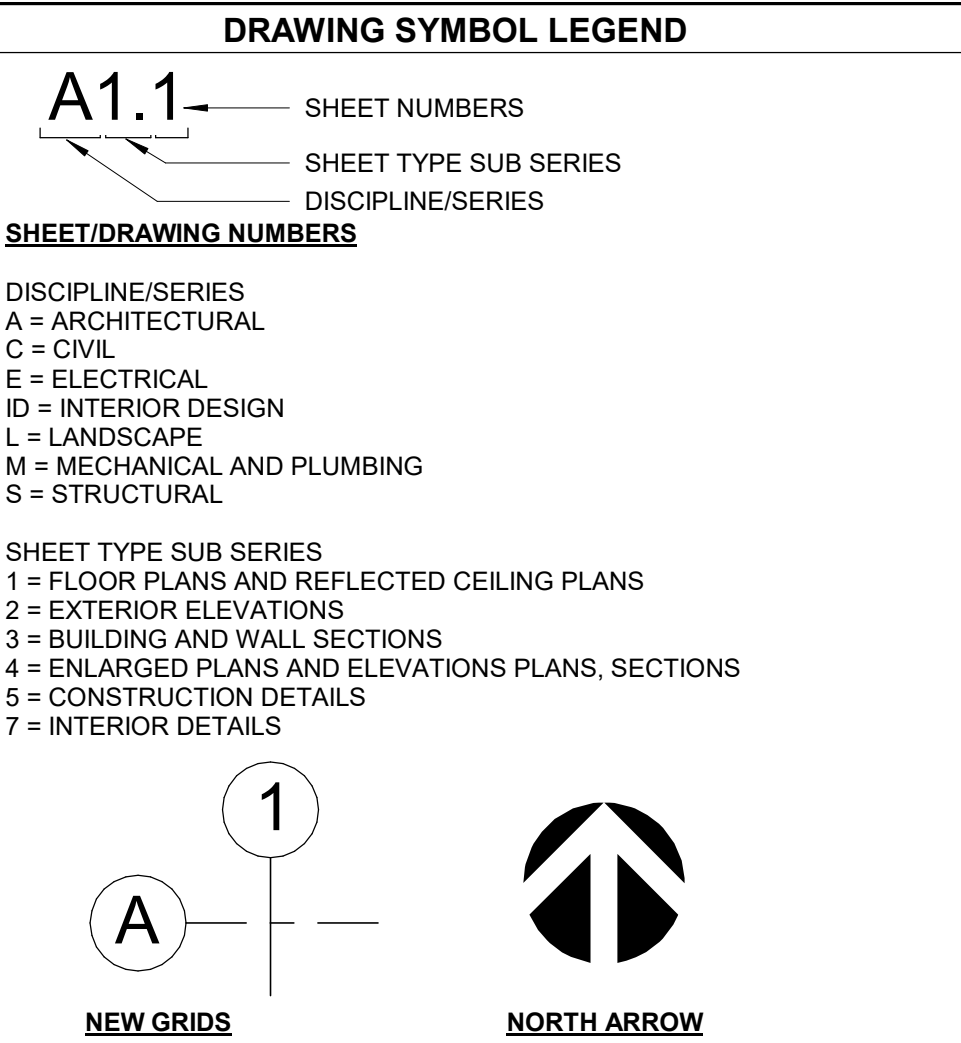 DRAWING SYMBOL LEGEND
A1.1
SHEET NUMBERS
SHEET TYPE SUB SERIES
DISCIPLINE/SERIES
SHEET/DRAWING NUMBERS
DISCIPLINE/SERIES
A = ARCHITECTURAL
C = CIVIL
E = ELECTRICAL
ID = INTERIOR DESIGN
L = LANDSCAPE
M = MECHANICAL AND PLUMBING
S = STRUCTURAL
SHEET TYPE SUB SERIES
1 = FLOOR PLANS AND REFLECTED CEILING PLANS
2 = EXTERIOR ELEVATIONS
3 = BUILDING AND WALL SECTIONS
4 = ENLARGED PLANS AND ELEVATIONS PLANS, SECTIONS
5 = CONSTRUCTION DETAILS
7 = INTERIOR DETAILS
1
A
NEW GRIDS
NORTH ARROW